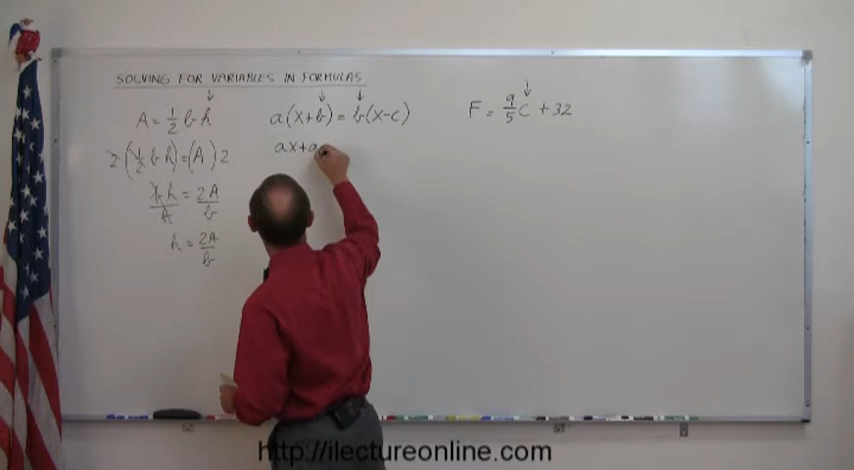 SOLVING FOR VARIABLES IN FORMULAS
A = 1/2 b h
2(1/2 b h) = (A) 2
b h / b = 2A / b
h = 2A / b
a(x+b) = b(x-c)
ax+a
F = 9/5 C + 32
http://ilectureonline.com